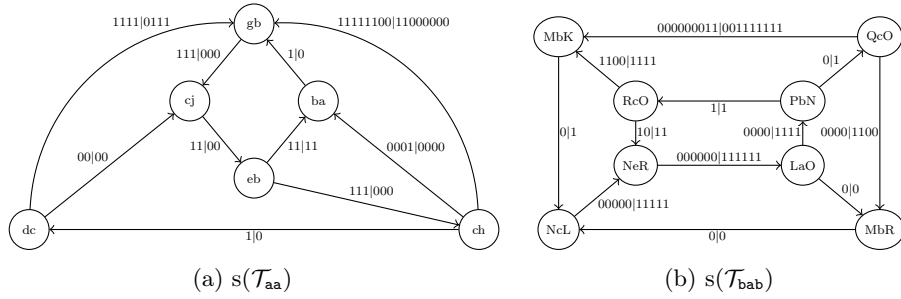 1111|0111
gb
11111100|11000000
111|000
1|0
cj
ba
00|00
11|00
11|11
0001|0000
eb
111|000
dc
1|0
ch
(a) s(𝒯aa)
000000011|001111111
MbK
QcO
1100|1111
0|1
RcO
1|1
PbN
0|1
10|11
0000|1111
0000|1100
NeR
000000|111111
LaO
00000|11111
0|0
NcL
0|0
MbR
(b) s(𝒯bab)